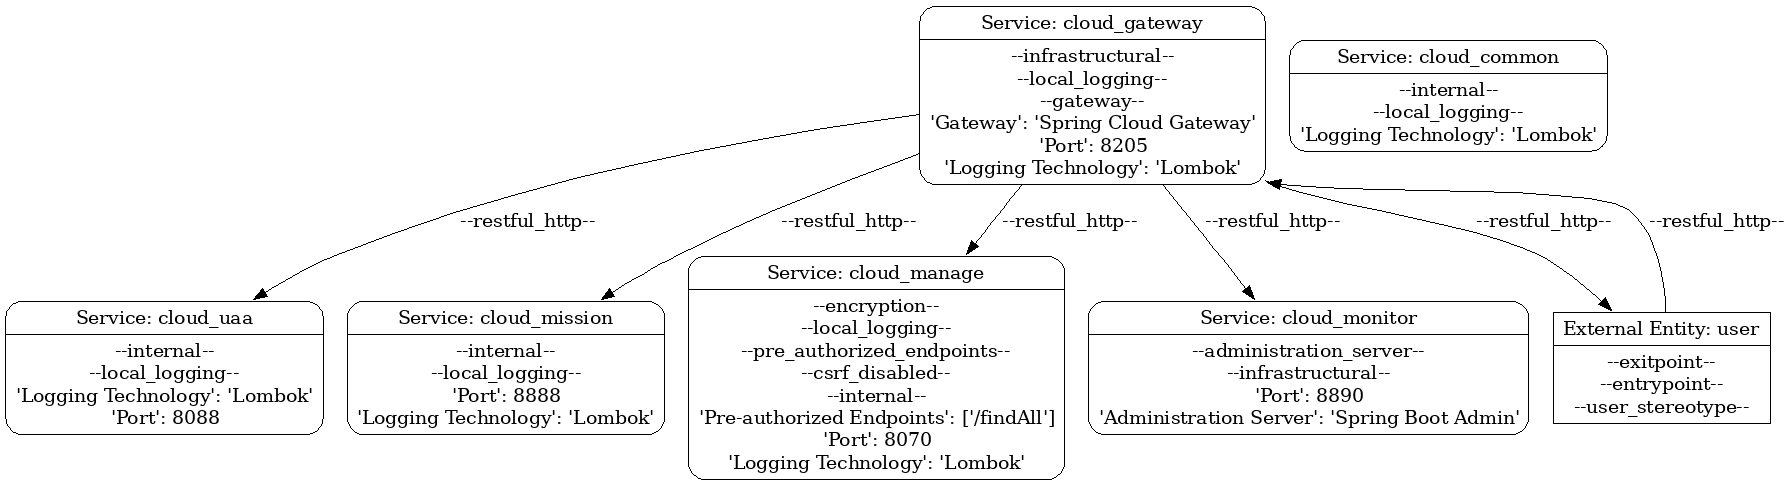 Service: cloud_gateway
--infrastructural--
--local_logging--
--gateway--
'Gateway': 'Spring Cloud Gateway'
'Port': 8205
'Logging Technology': 'Lombok'
Service: cloud_common
--internal--
--local_logging--
'Logging Technology': 'Lombok'
--restful_http--
--restful_http--
--restful_http--
--restful_http--
--restful_http--
--restful_http--
Service: cloud_uaa
--internal--
--local_logging--
'Logging Technology': 'Lombok'
'Port': 8088
Service: cloud_mission
--internal--
--local_logging--
'Port': 8888
'Logging Technology': 'Lombok'
Service: cloud_manage
--encryption--
--local_logging--
--pre_authorized_endpoints--
--csrf_disabled--
--internal--
'Pre-authorized Endpoints': ['/findAll']
'Port': 8070
'Logging Technology': 'Lombok'
Service: cloud_monitor
--administration_server--
--infrastructural--
'Port': 8890
'Administration Server': 'Spring Boot Admin'
External Entity: user
--exitpoint--
--entrypoint--
--user_stereotype--